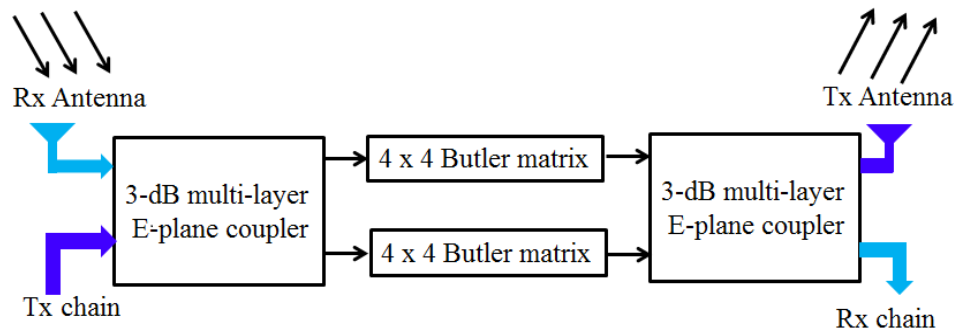 Rx Antenna
Tx Antenna
3-dB multi-layer
E-plane coupler
4 x 4 Butler matrix
4 x 4 Butler matrix
3-dB multi-layer
E-plane coupler
Tx chain
Rx chain